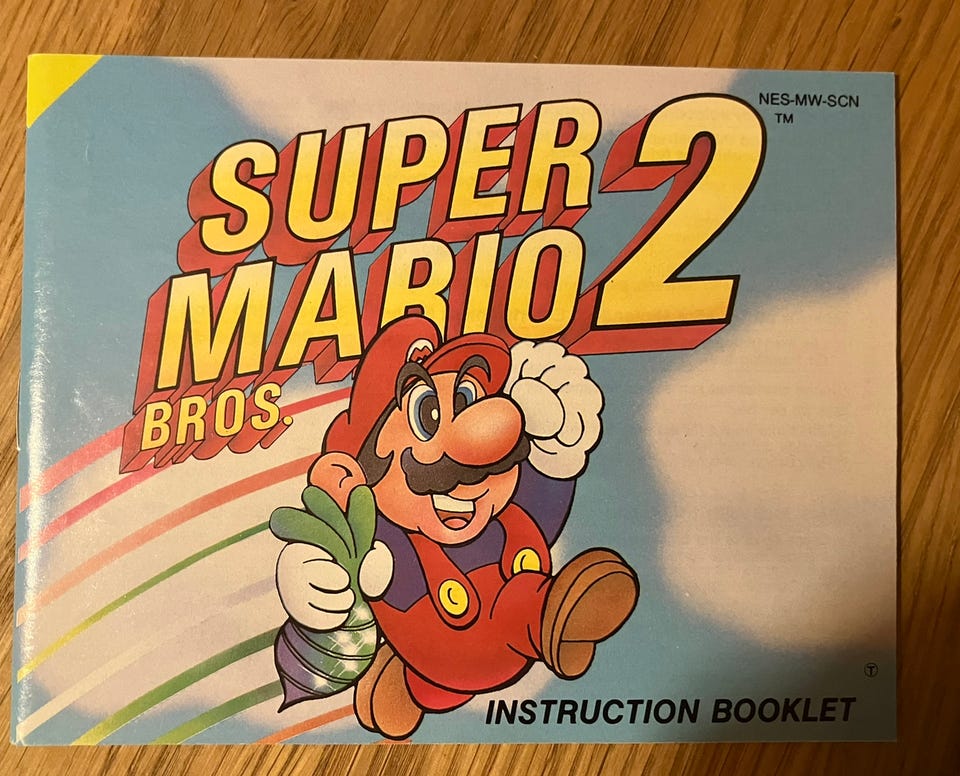 SUPER
MARIO
BROS.
2
NES-MW-SCN
TM
M
T
INSTRUCTION BOOKLET